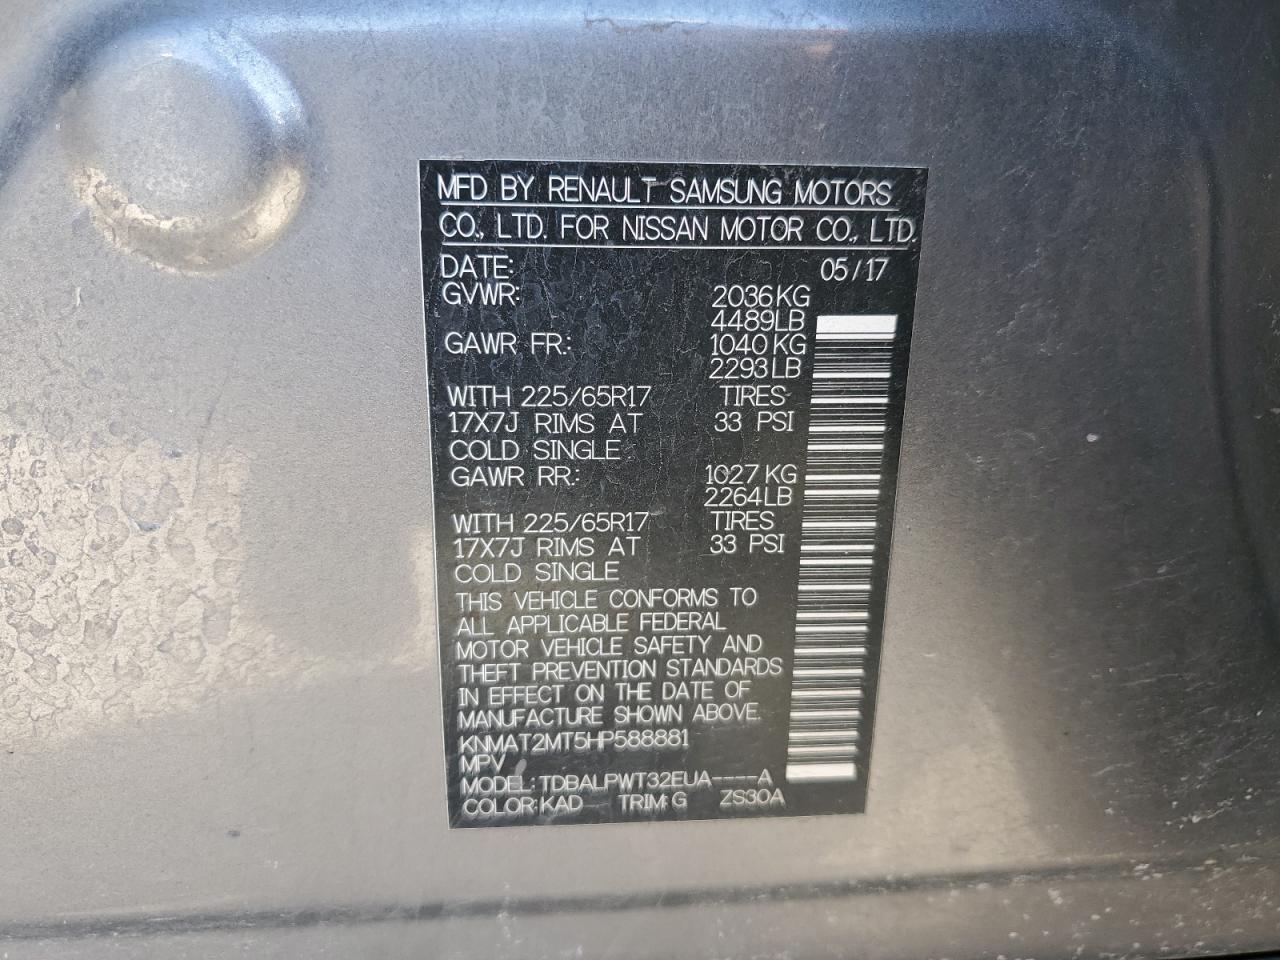 MFD BY RENAULT SAMSUNG MOTORS
CO., LTD. FOR NISSAN MOTOR CO., LTD.
DATE: 05/17
GVWR: 2036KG
4489LB
GAWR FR.: 1040KG
2293LB
WITH 225/65R17 TIRES
17X7J RIMS AT 33 PSI
COLD SINGLE
GAWR RR.: 1027KG
2264LB
WITH 225/65R17 TIRES
17X7J RIMS AT 33 PSI
COLD SINGLE
THIS VEHICLE CONFORMS TO
ALL APPLICABLE FEDERAL
MOTOR VEHICLE SAFETY AND
THEFT PREVENTION STANDARDS
IN EFFECT ON THE DATE OF
MANUFACTURE SHOWN ABOVE.
KNMAT2MT5HP588881
MPV
MODEL:TDBALPWT32EUA----A
COLOR:KAD TRIM:G ZS30A